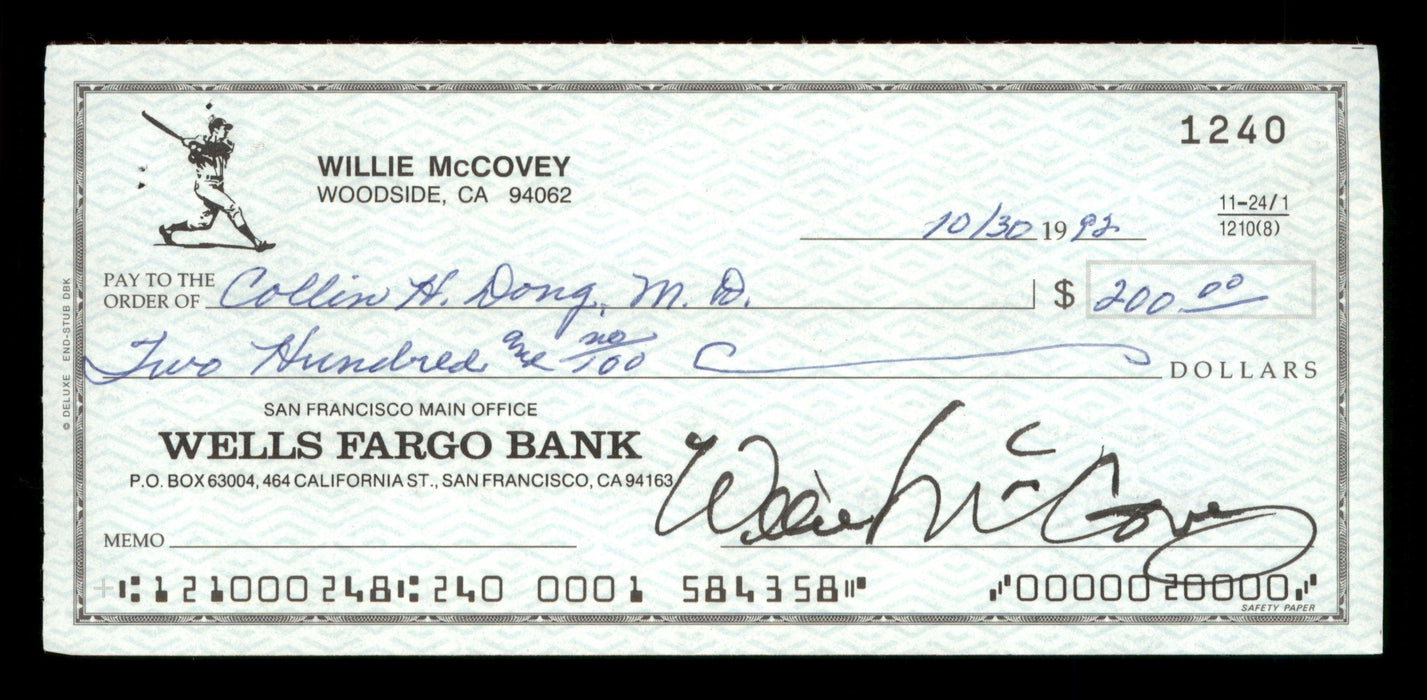 1240
WILLIE McCOVEY
WOODSIDE, CA 94062
11-24/1
1210(8)
10/30 1992
PAY TO THE
ORDER OF Collin H. Dong, M. D. $ 200.00
Two Hundred and no/100 DOLLARS
SAN FRANCISCO MAIN OFFICE
WELLS FARGO BANK
P.O. BOX 63004, 464 CALIFORNIA ST., SAN FRANCISCO, CA 94163
Willie McCovey
MEMO
⑆121000248⑆240 0001 584358⑈ ⑇0000020000⑇
SAFETY PAPER
© DELUXE END-STUB DBK